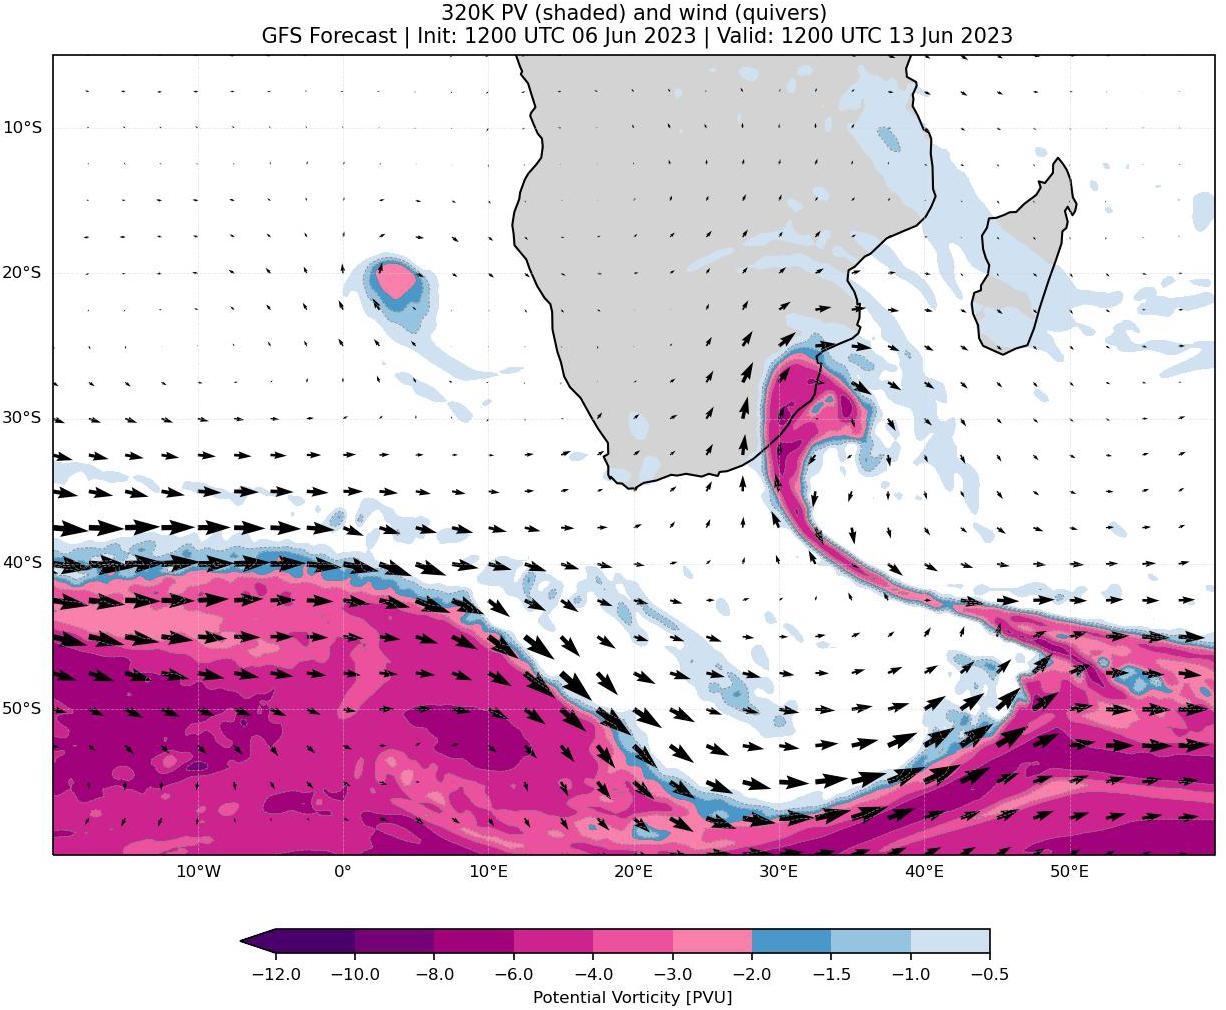 320K PV (shaded) and wind (quivers)
GFS Forecast | Init: 1200 UTC 06 Jun 2023 | Valid: 1200 UTC 13 Jun 2023
10°S
20°S
30°S
40°S
50°S
10°W 0° 10°E 20°E 30°E 40°E 50°E
−12.0 −10.0 −8.0 −6.0 −4.0 −3.0 −2.0 −1.5 −1.0 −0.5
Potential Vorticity [PVU]